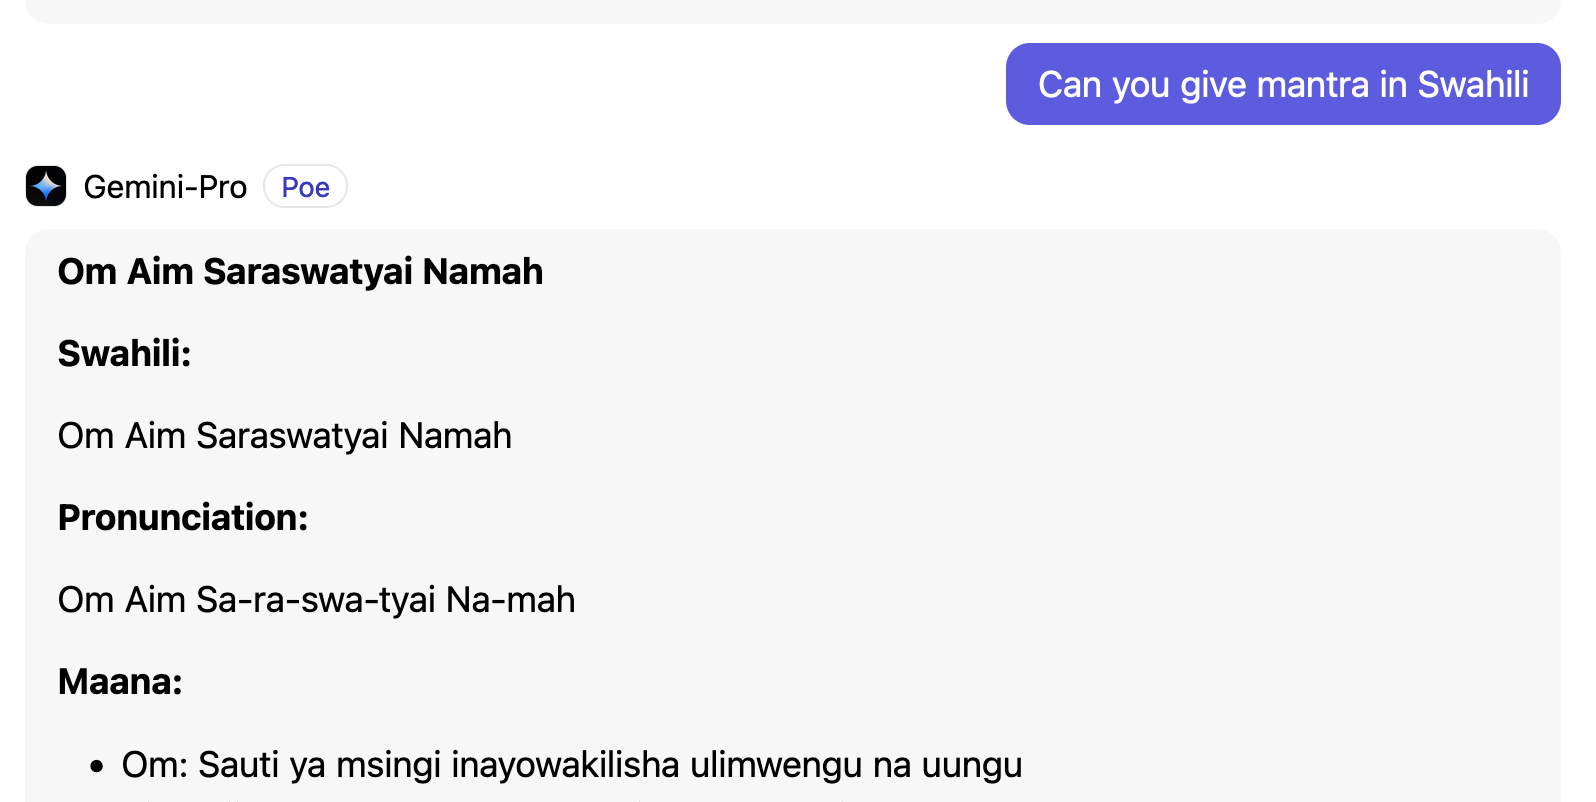 Can you give mantra in Swahili
Gemini-Pro Poe
Om Aim Saraswatyai Namah
Swahili:
Om Aim Saraswatyai Namah
Pronunciation:
Om Aim Sa-ra-swa-tyai Na-mah
Maana:
• Om: Sauti ya msingi inayowakilisha ulimwengu na uungu